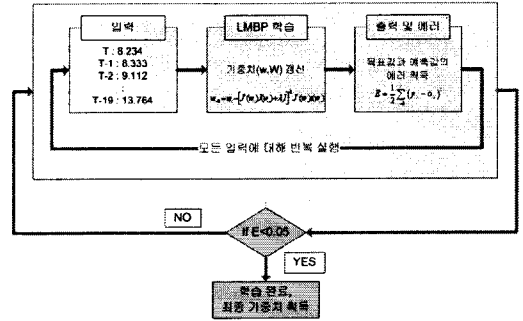 입력
T : 8.234
T-1 : 8.333
T-2 : 9.112
⋮
T-19 : 13.764
LMBP 학습
기중치(w,W) 갱신
출력 및 에러
목표값과 예측값의
에러 획득
모든 입력에 대해 반복 실행
NO
If E<0.05
YES
학습 완료,
최종 기중치 획득